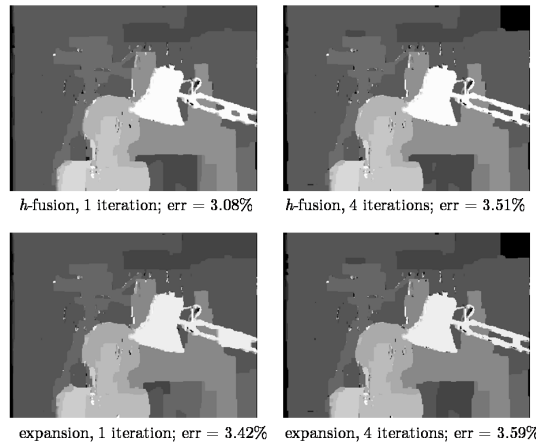 h-fusion, 1 iteration; err = 3.08%
h-fusion, 4 iterations; err = 3.51%
expansion, 1 iteration; err = 3.42%
expansion, 4 iterations; err = 3.59%